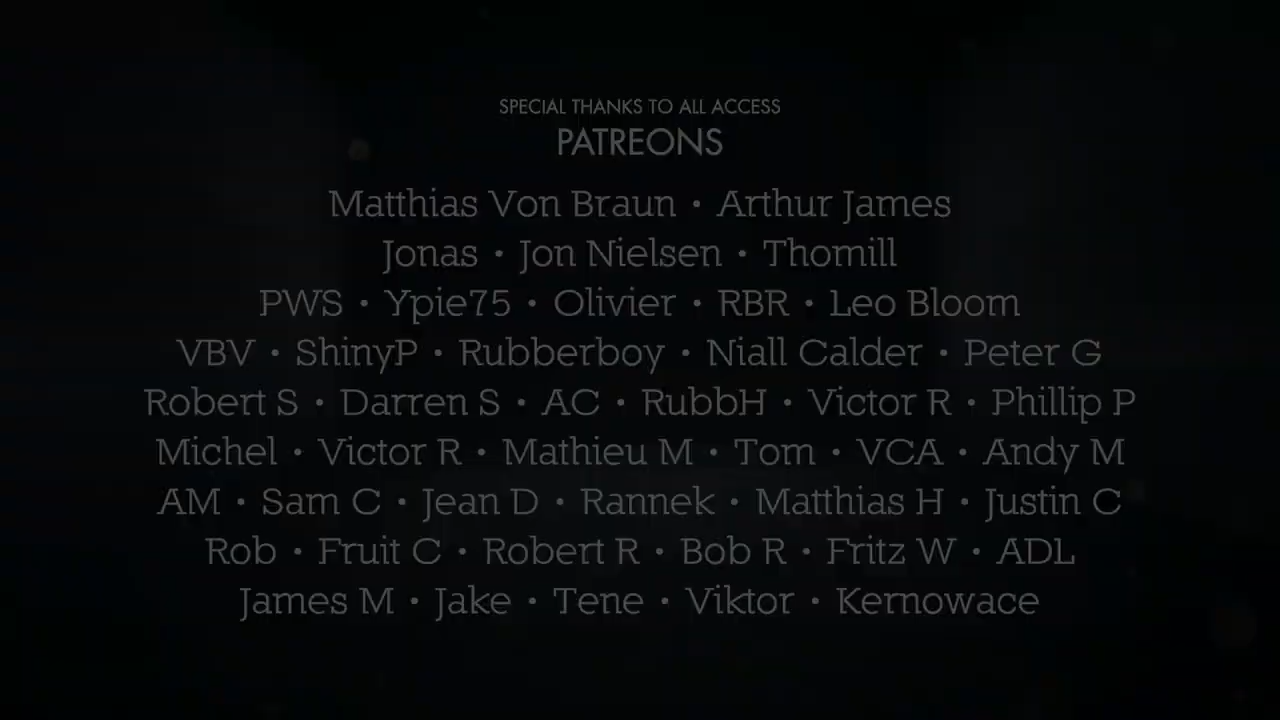 SPECIAL THANKS TO ALL ACCESS
PATREONS
Matthias Von Braun • Arthur James
Jonas • Jon Nielsen • Thomill
PWS • Ypie75 • Olivier • RBR • Leo Bloom
VBV • ShinyP • Rubberboy • Niall Calder • Peter G
Robert S • Darren S • AC • RubbH • Victor R • Phillip P
Michel • Victor R • Mathieu M • Tom • VCA • Andy M
AM • Sam C • Jean D • Rannek • Matthias H • Justin C
Rob • Fruit C • Robert R • Bob R • Fritz W • ADL
James M • Jake • Tene • Viktor • Kernowace